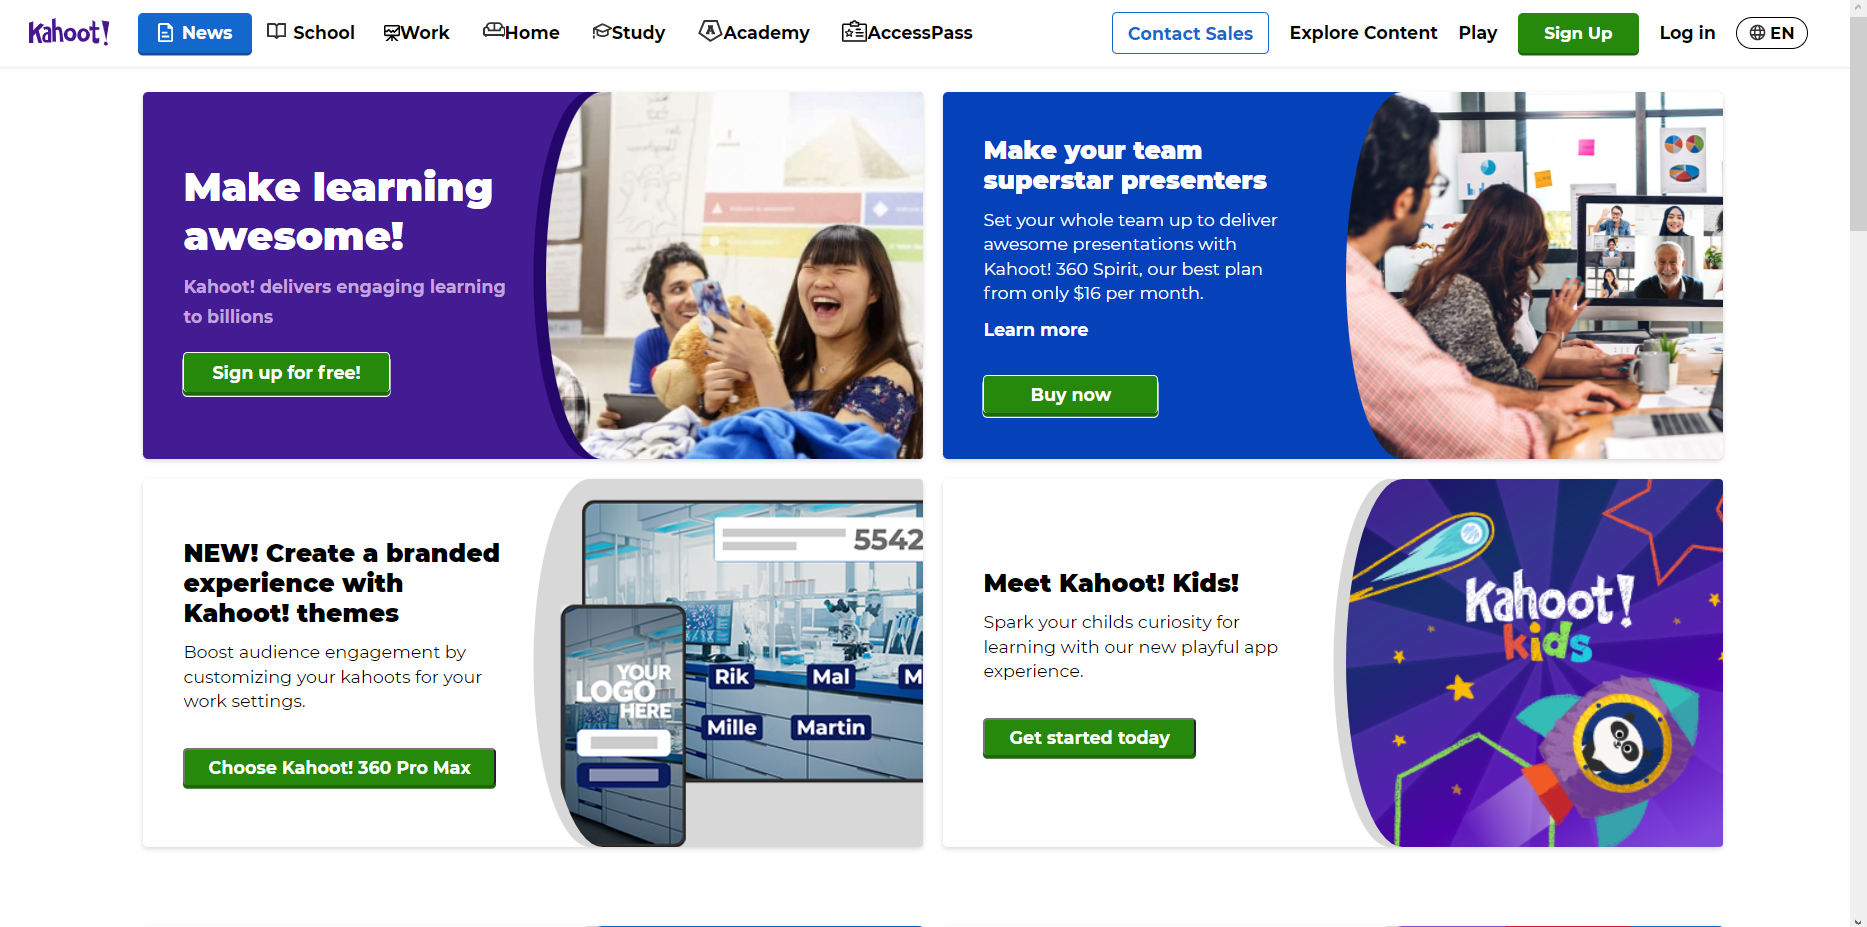 Kahoot!
News
School
Work
Home
Study
Academy
AccessPass
Contact Sales
Explore Content
Play
Sign Up
Log in
EN
Make learning
awesome!
Kahoot! delivers engaging learning
to billions
Sign up for free!
Make your team
superstar presenters
Set your whole team up to deliver
awesome presentations with
Kahoot! 360 Spirit, our best plan
from only $16 per month.
Learn more
Buy now
NEW! Create a branded
experience with
Kahoot! themes
Boost audience engagement by
customizing your kahoots for your
work settings.
Choose Kahoot! 360 Pro Max
5542
YOUR
LOGO
HERE
Rik
Mal
M
Mille
Martin
Meet Kahoot! Kids!
Spark your childs curiosity for
learning with our new playful app
experience.
Get started today
Kahoot!
kids